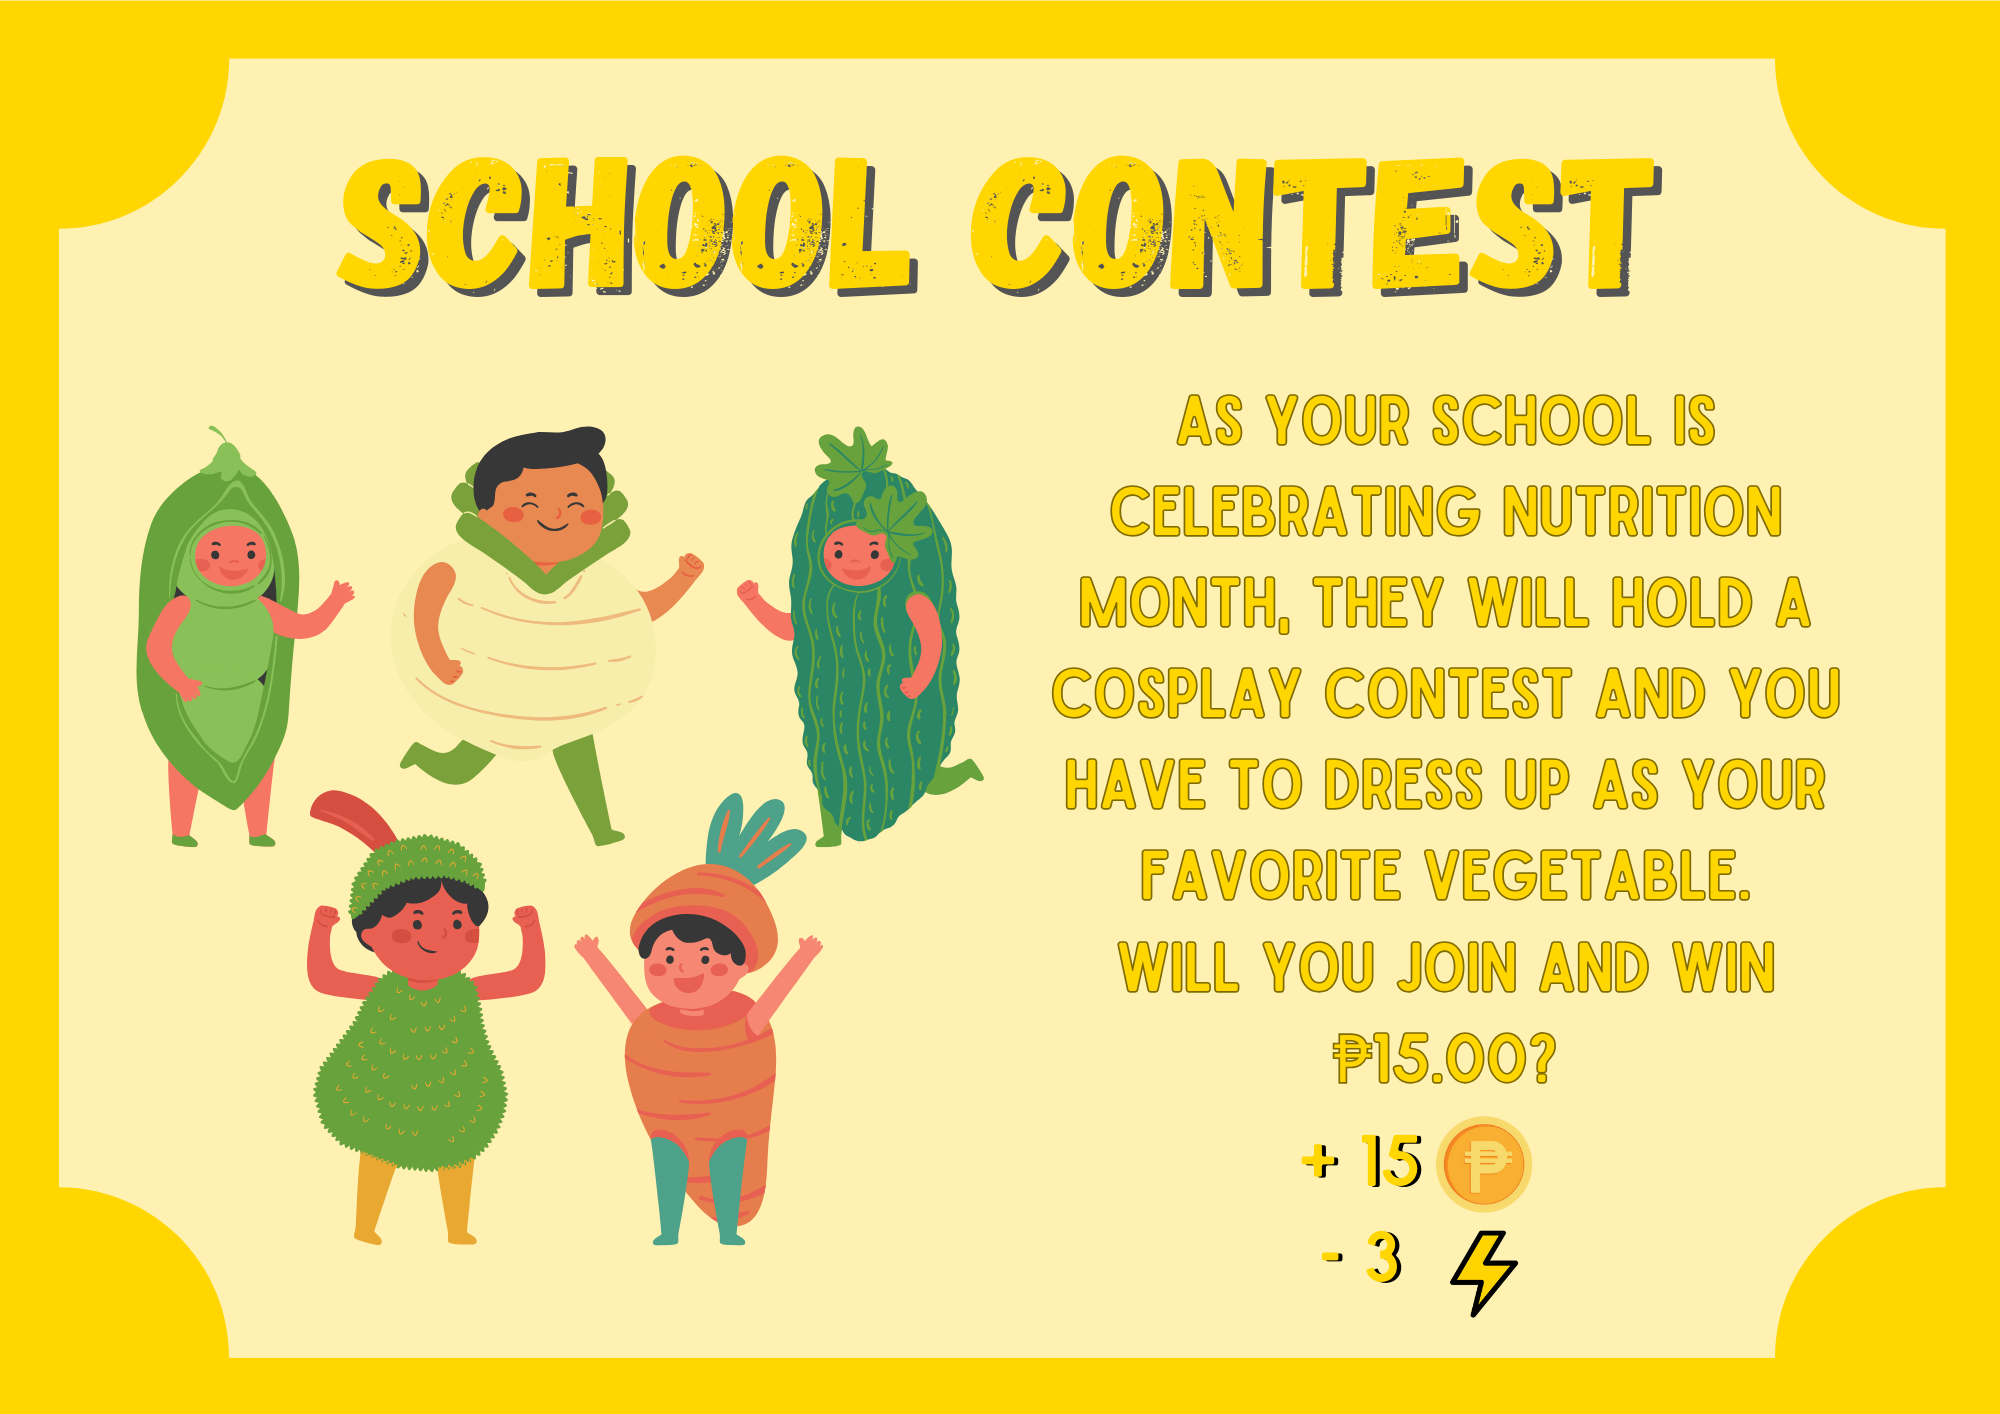 SCHOOL CONTEST
AS YOUR SCHOOL IS
CELEBRATING NUTRITION
MONTH, THEY WILL HOLD A
COSPLAY CONTEST AND YOU
HAVE TO DRESS UP AS YOUR
FAVORITE VEGETABLE.
WILL YOU JOIN AND WIN
₱15.00?
+ 15 ₱
- 3